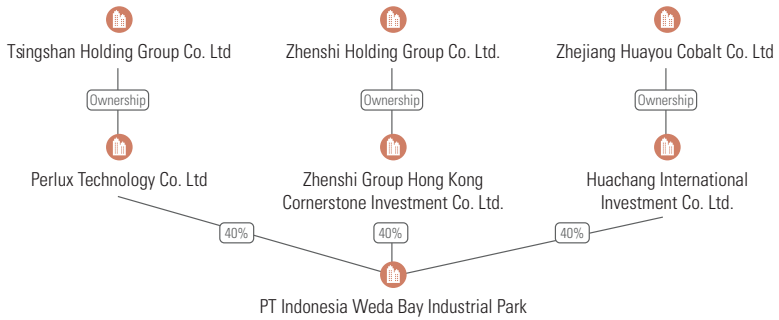 Tsingshan Holding Group Co. Ltd
Zhenshi Holding Group Co. Ltd.
Zhejiang Huayou Cobalt Co. Ltd
Ownership
Ownership
Ownership
Perlux Technology Co. Ltd
Zhenshi Group Hong Kong
Cornerstone Investment Co. Ltd.
Huachang International
Investment Co. Ltd.
40%
40%
40%
PT Indonesia Weda Bay Industrial Park